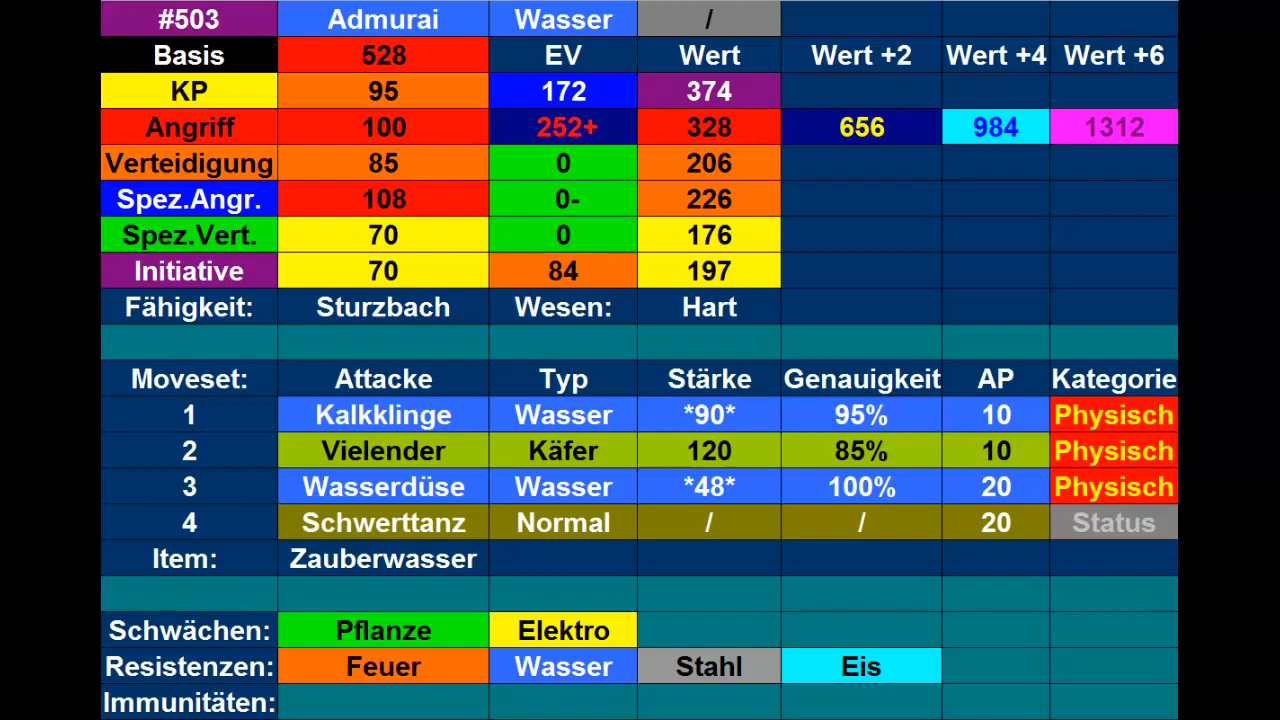 #503 Admurai Wasser /
Basis 528 EV Wert Wert +2 Wert +4 Wert +6
KP 95 172 374
Angriff 100 252+ 328 656 984 1312
Verteidigung 85 0 206
Spez.Angr. 108 0- 226
Spez.Vert. 70 0 176
Initiative 70 84 197
Fähigkeit: Sturzbach Wesen: Hart
Moveset: Attacke Typ Stärke Genauigkeit AP Kategorie
1 Kalkklinge Wasser *90* 95% 10 Physisch
2 Vielender Käfer 120 85% 10 Physisch
3 Wasserdüse Wasser *48* 100% 20 Physisch
4 Schwerttanz Normal / / 20 Status
Item: Zauberwasser
Schwächen: Pflanze Elektro
Resistenzen: Feuer Wasser Stahl Eis
Immunitäten: